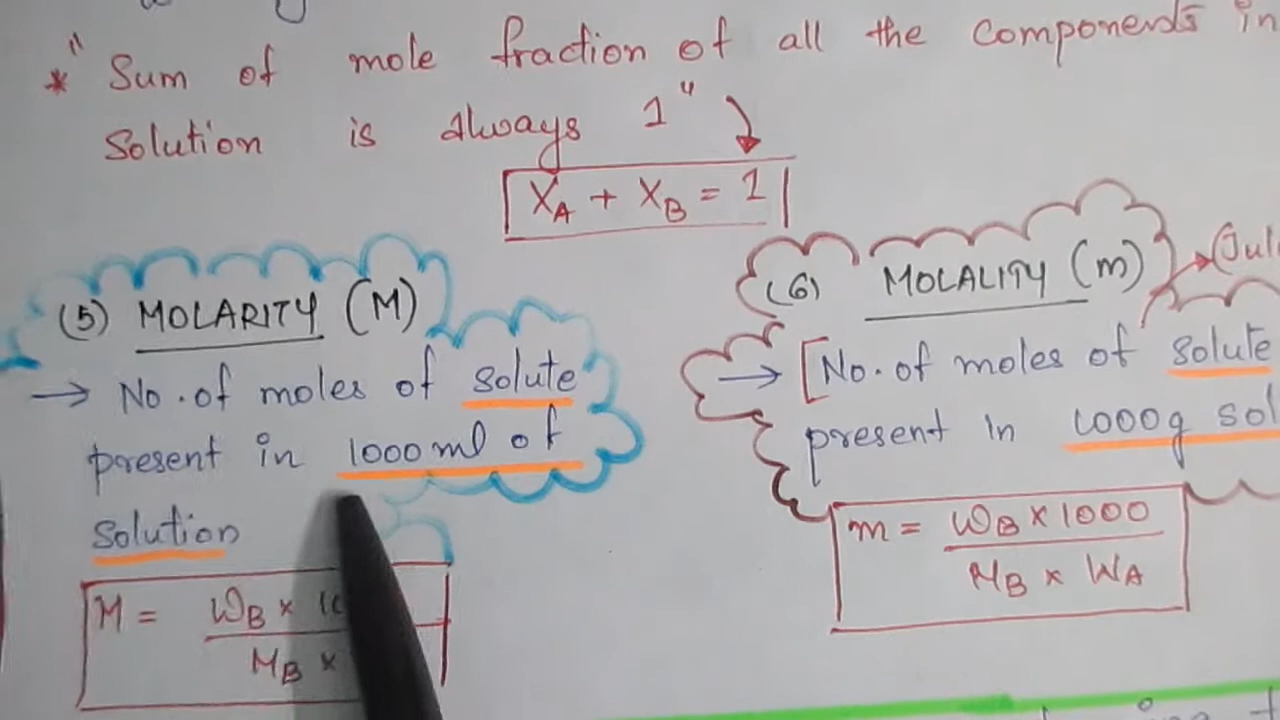 * "Sum of mole fraction of all the components in
Solution is always 1"
X_A + X_B = 1
(5) MOLARITY (M)
→ No. of moles of solute
present in 1000 ml of
solution
M = W_B ×
M_B ×
(6) MOLALITY (m)
→ [No. of moles of solute
present in 1000g
m = W_B × 1000
M_B × W_A